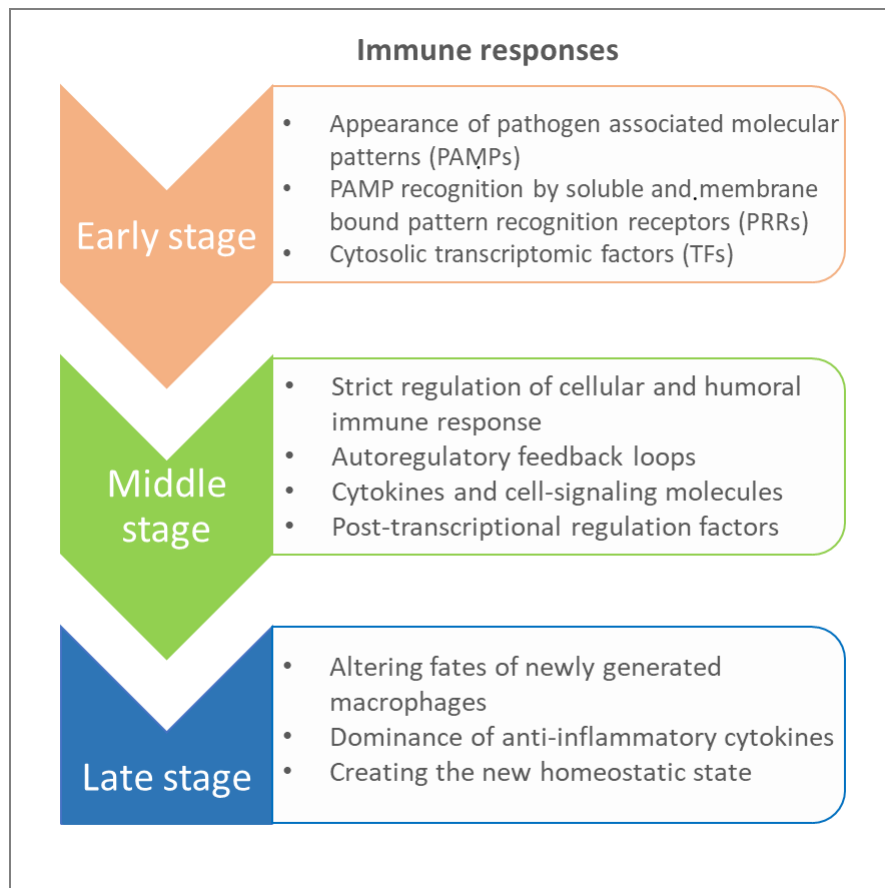 Immune responses
Early stage
• Appearance of pathogen associated molecular
patterns (PAMPs)
• PAMP recognition by soluble and membrane
bound pattern recognition receptors (PRRs)
• Cytosolic transcriptomic factors (TFs)
Middle
stage
• Strict regulation of cellular and humoral
immune response
• Autoregulatory feedback loops
• Cytokines and cell-signaling molecules
• Post-transcriptional regulation factors
Late stage
• Altering fates of newly generated
macrophages
• Dominance of anti-inflammatory cytokines
• Creating the new homeostatic state